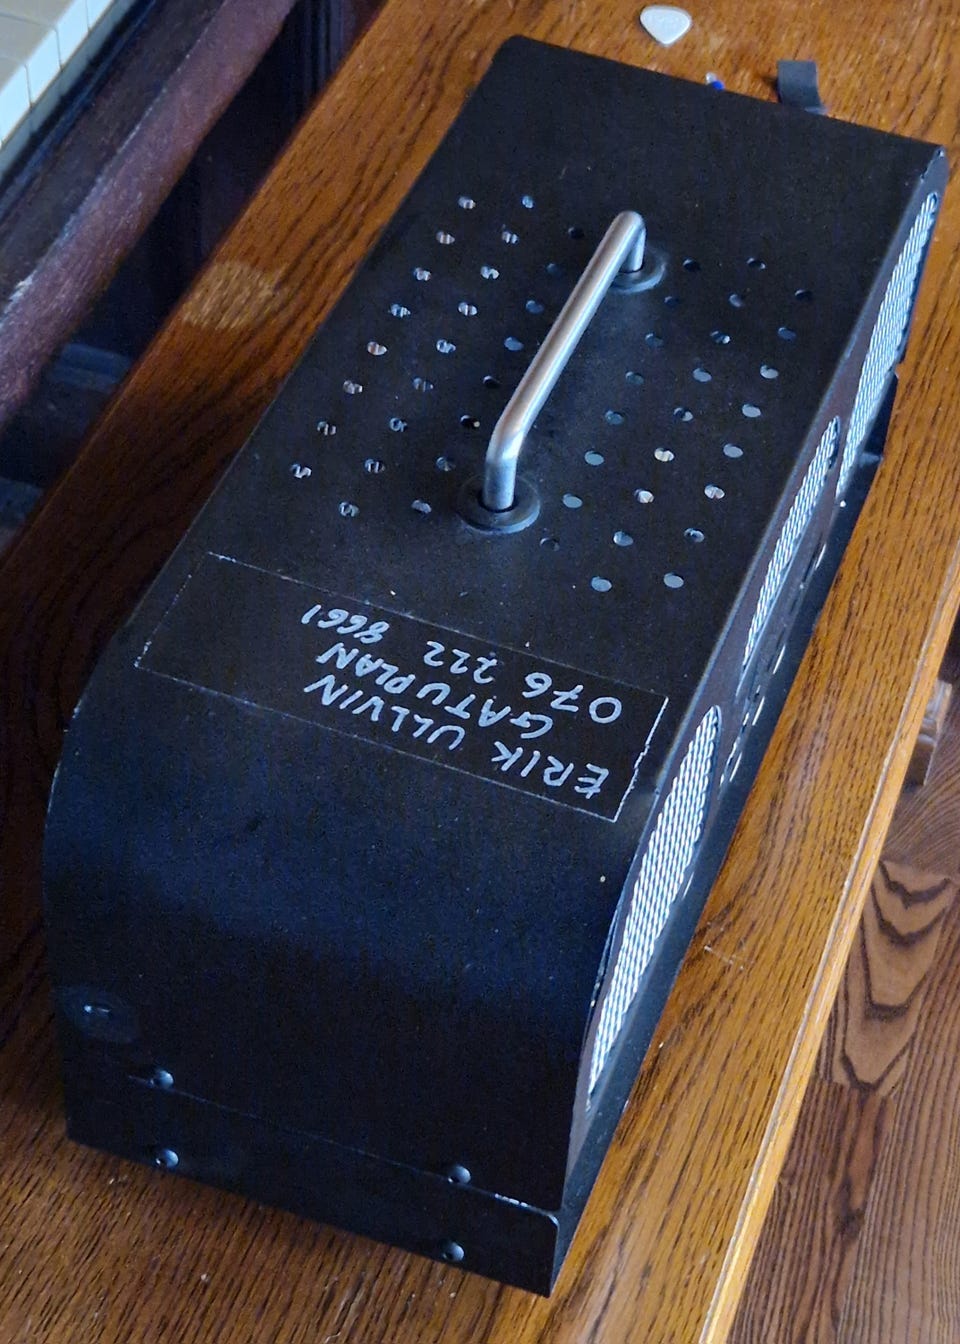 ERIK ULLVIN
GATUPLAN
076 222 8661